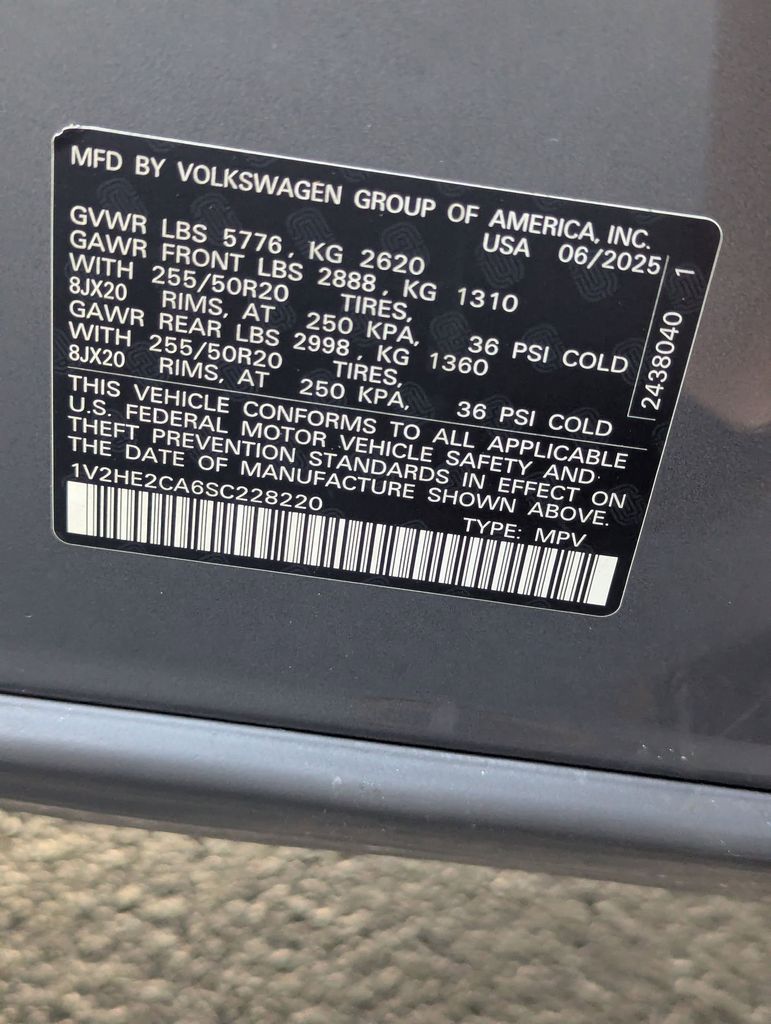 MFD BY VOLKSWAGEN GROUP OF AMERICA, INC.
USA 06/2025
GVWR LBS 5776, KG 2620
GAWR FRONT LBS 2888, KG 1310
WITH 255/50R20 TIRES,
8JX20 RIMS, AT 250 KPA, 36 PSI COLD
GAWR REAR LBS 2998, KG 1360
WITH 255/50R20 TIRES,
8JX20 RIMS, AT 250 KPA, 36 PSI COLD
THIS VEHICLE CONFORMS TO ALL APPLICABLE
U.S. FEDERAL MOTOR VEHICLE SAFETY AND
THEFT PREVENTION STANDARDS IN EFFECT ON
THE DATE OF MANUFACTURE SHOWN ABOVE.
1V2HE2CA6SC228220
TYPE: MPV
2438040 1